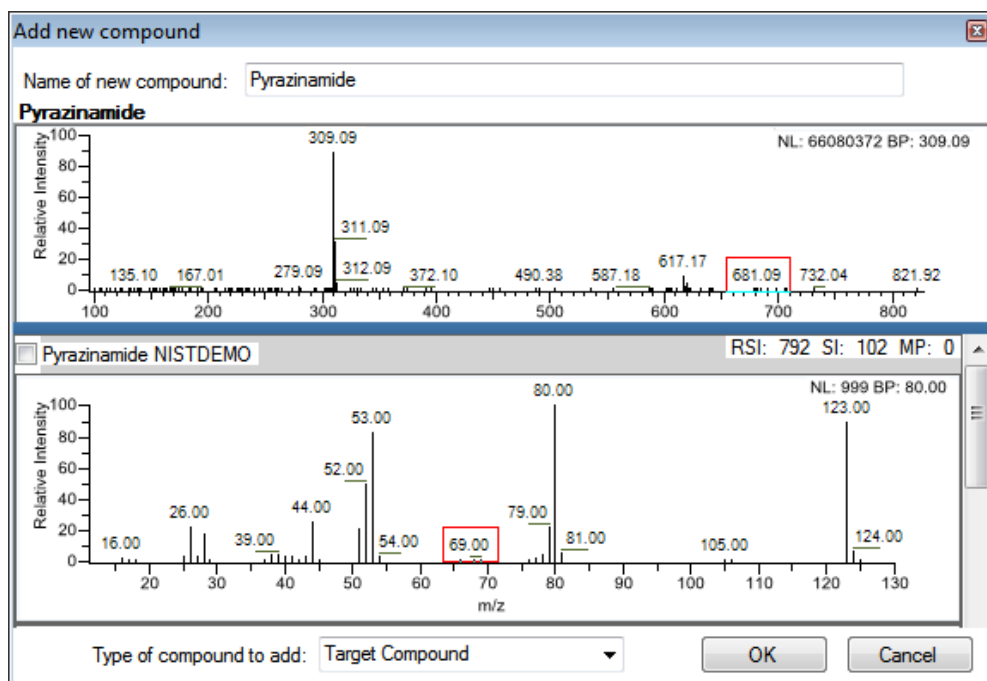 Add new compound
Name of new compound: Pyrazinamide
Pyrazinamide
NL: 66080372 BP: 309.09
Relative Intensity
100
80
60
40
20
0
309.09
311.09
312.09
135.10 167.01 279.09 372.10 490.38 587.18 617.17 681.09 732.04 821.92
100 200 300 400 500 600 700 800
Pyrazinamide NISTDEMO RSI: 792 SI: 102 MP: 0
NL: 999 BP: 80.00
Relative Intensity
100
80
60
40
20
0
16.00 26.00 39.00 44.00 52.00 53.00 54.00 69.00 79.00 80.00 81.00 105.00 123.00 124.00
20 30 40 50 60 70 80 90 100 110 120 130
m/z
Type of compound to add: Target Compound OK Cancel